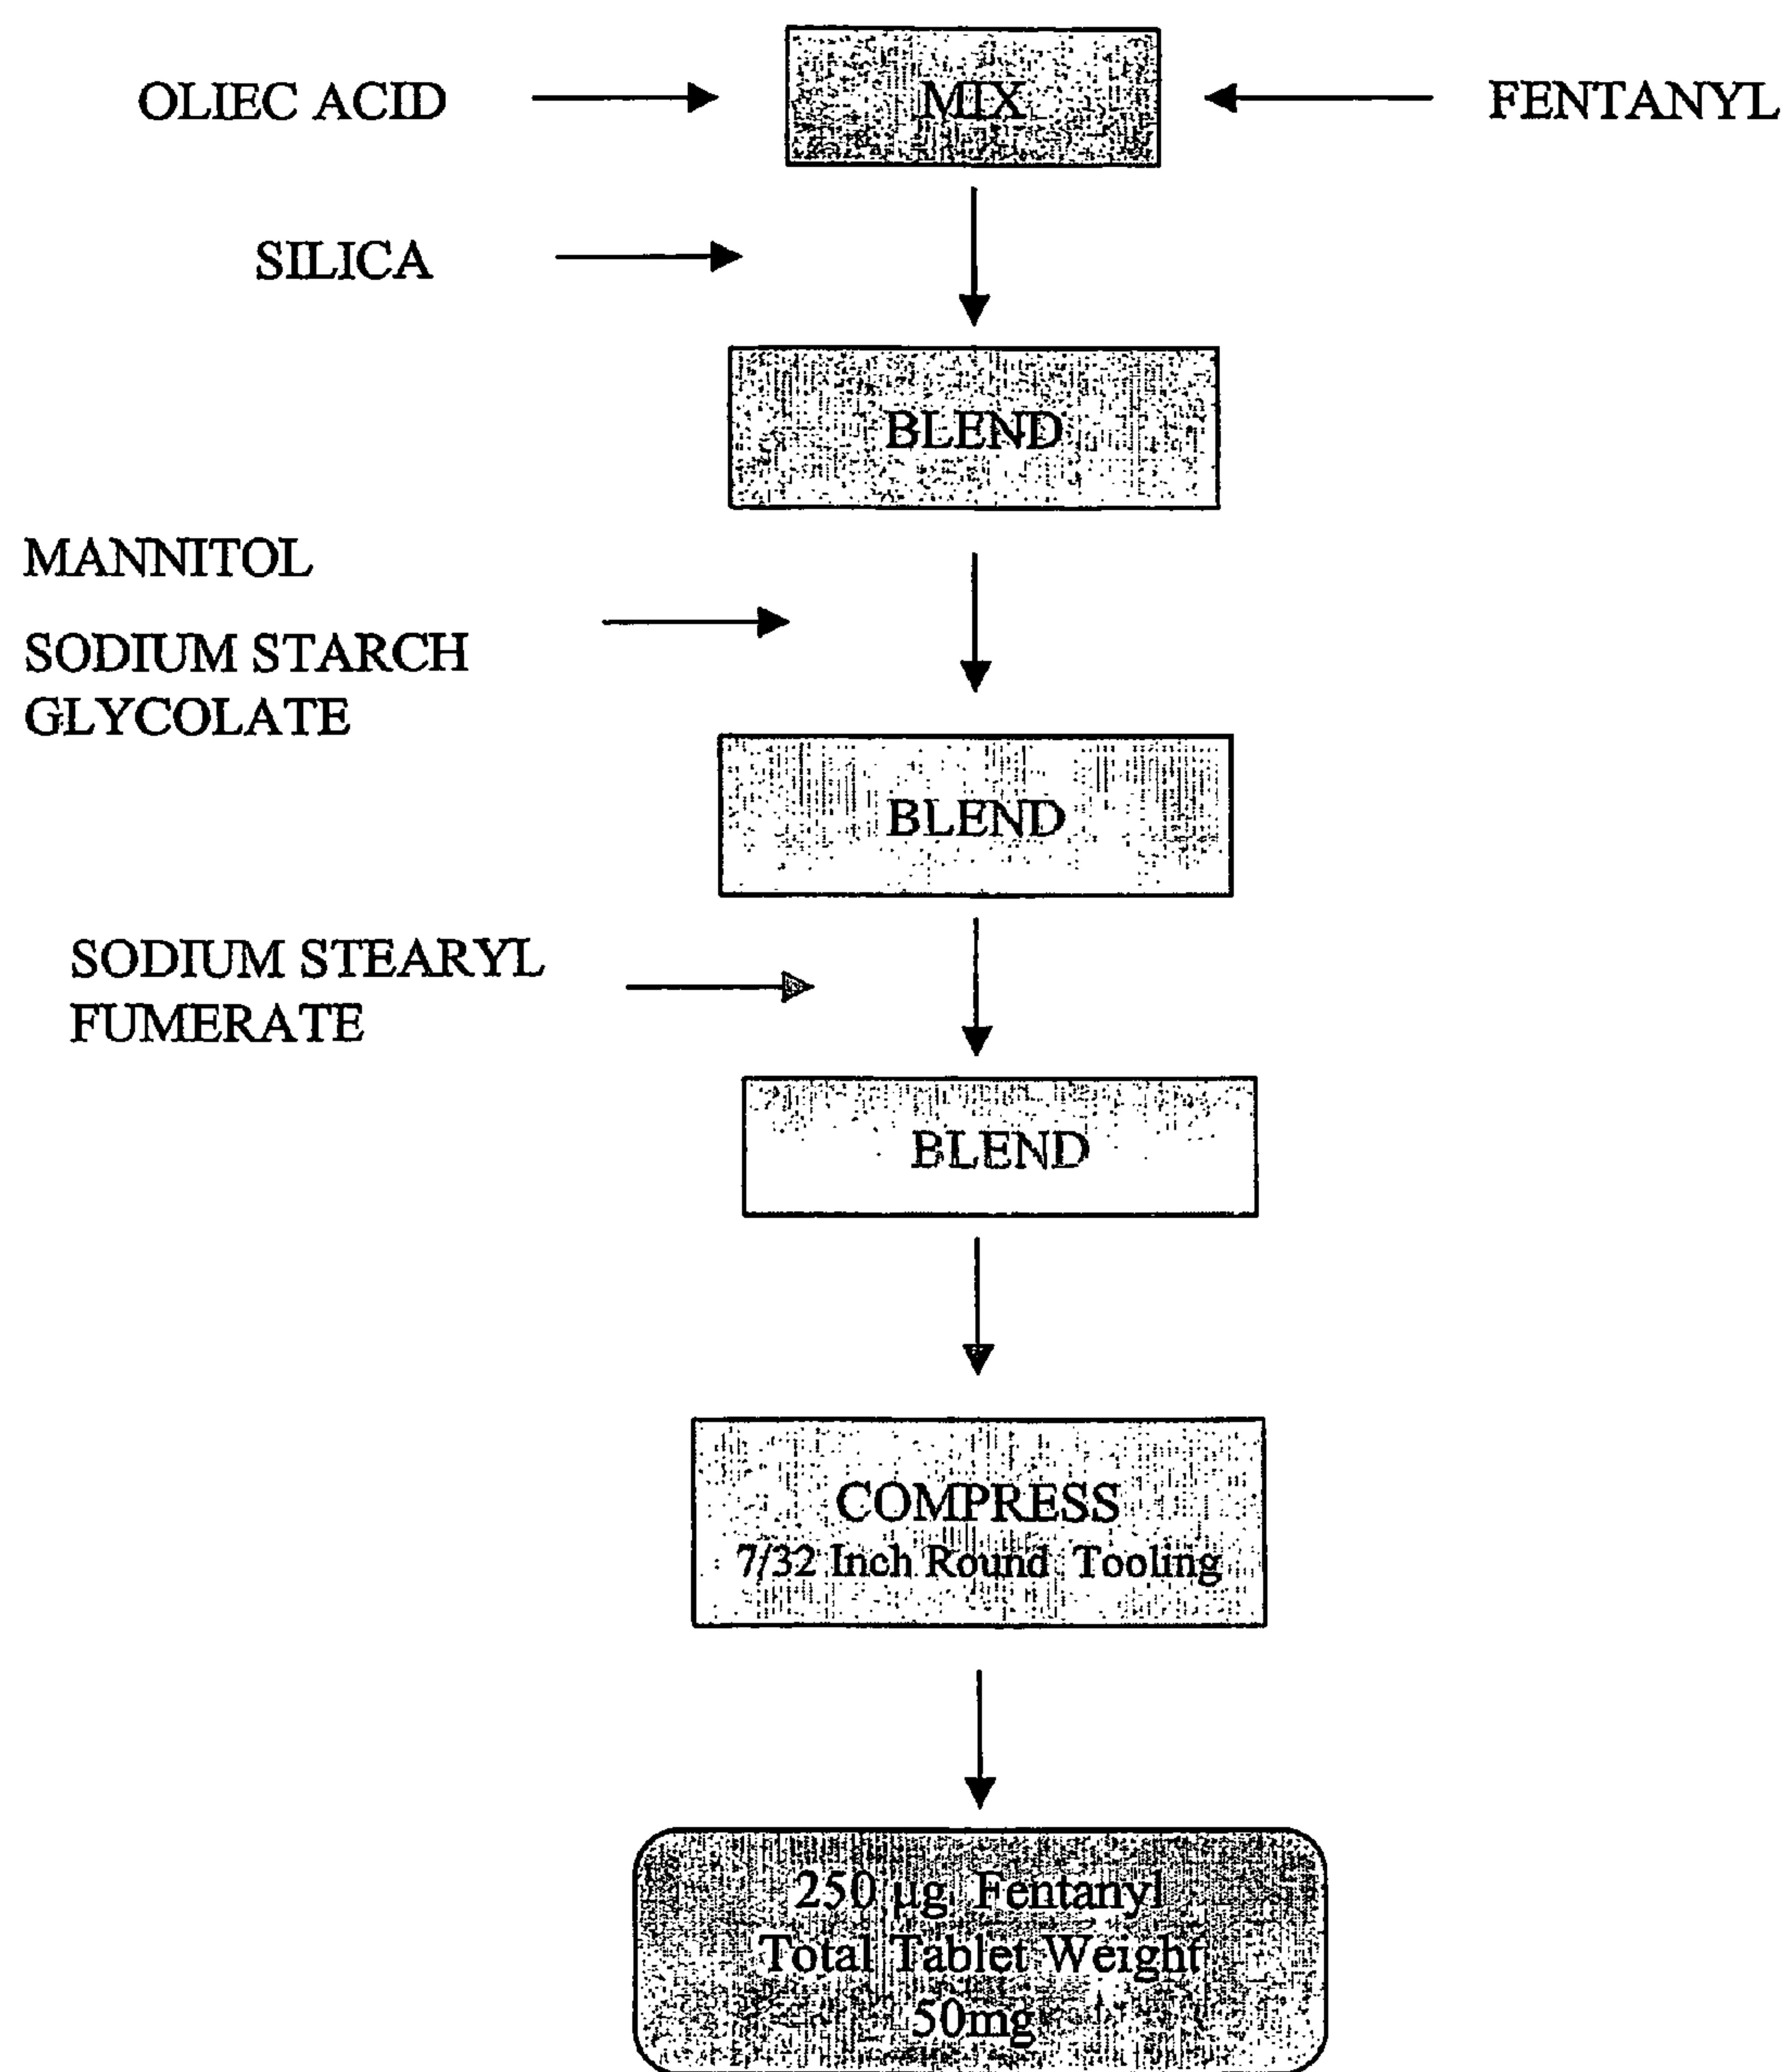 OLIEC ACID
MIX
FENTANYL
SILICA
BLEND
MANNITOL
SODIUM STARCH
GLYCOLATE
BLEND
SODIUM STEARYL
FUMERATE
BLEND
COMPRESS
7/32 Inch Round Tooling
250 µg Fentanyl
Total Tablet Weight
50mg